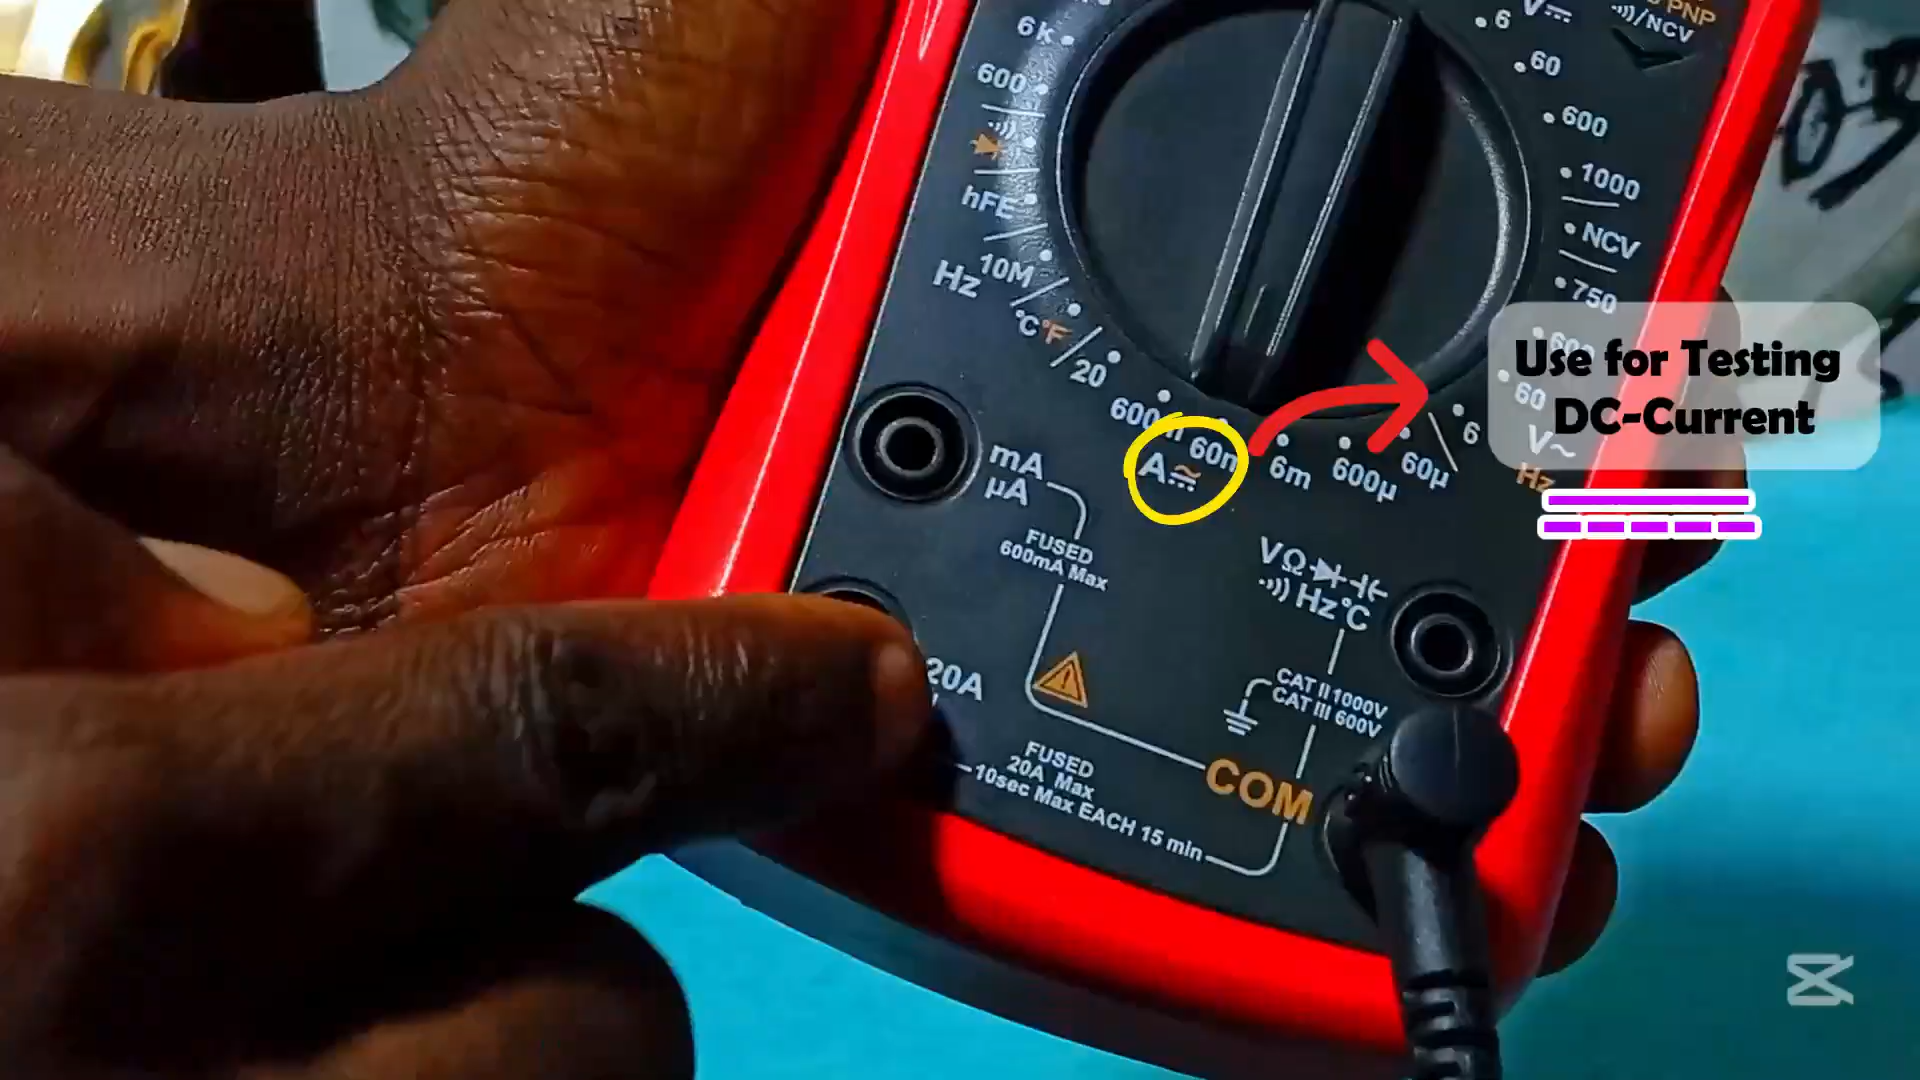 6k
600
hFE
10M
Hz
°C°F
20
60m
6m
600µ
60µ
A
6
V
60
600
1000
NCV
750
60
6
V~
Hz
PNP
/NCV
Use for Testing
DC-Current
mA
µA
FUSED
600mA Max
VΩ
Hz°C
20A
CAT II 1000V
CAT III 600V
FUSED
20A Max
10sec Max EACH 15 min
COM